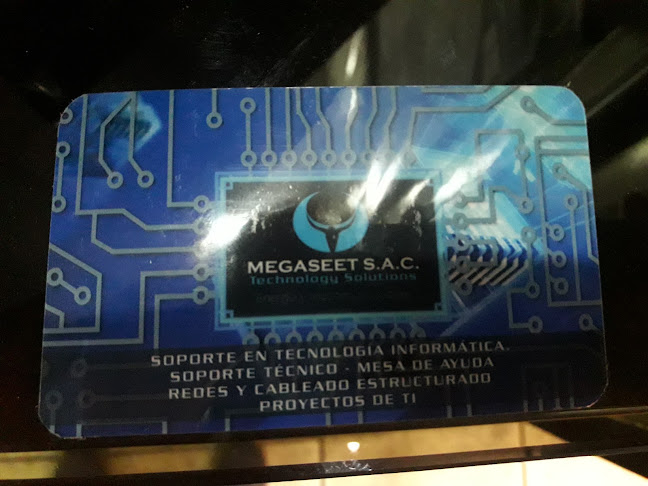 MEGASEET S.A.C.
Technology Solutions
SOPORTE EN TECNOLOGÍA INFORMÁTICA.
SOPORTE TÉCNICO - MESA DE AYUDA
REDES Y CABLEADO ESTRUCTURADO
PROYECTOS DE TI